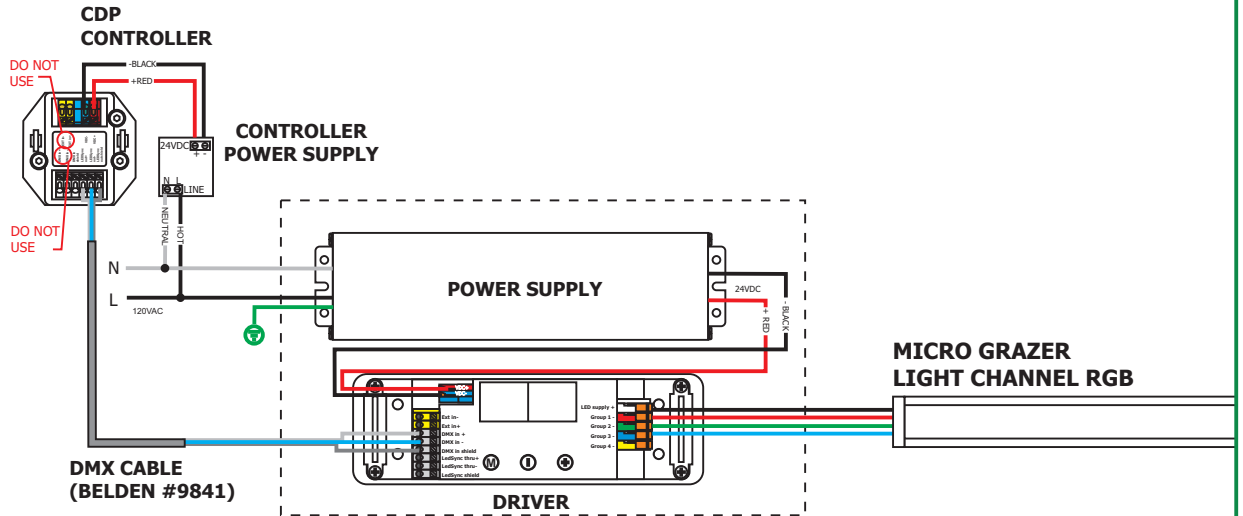 CDP
CONTROLLER
DO NOT
USE
-BLACK
+RED
CONTROLLER
POWER SUPPLY
24VDC
+ -
N L
LINE
NEUTRAL
HOT
DO NOT
USE
N
L
120VAC
POWER SUPPLY
24VDC
+ RED
- BLACK
MICRO GRAZER
LIGHT CHANNEL RGB
LED supply +
Group 1 -
Group 2 -
Group 3 -
Group 4 -
Ext in-
Ext in+
DMX in +
DMX in -
DMX in shield
LedSync thru+
LedSync thru-
LedSync shield
M
DMX CABLE
(BELDEN #9841)
DRIVER